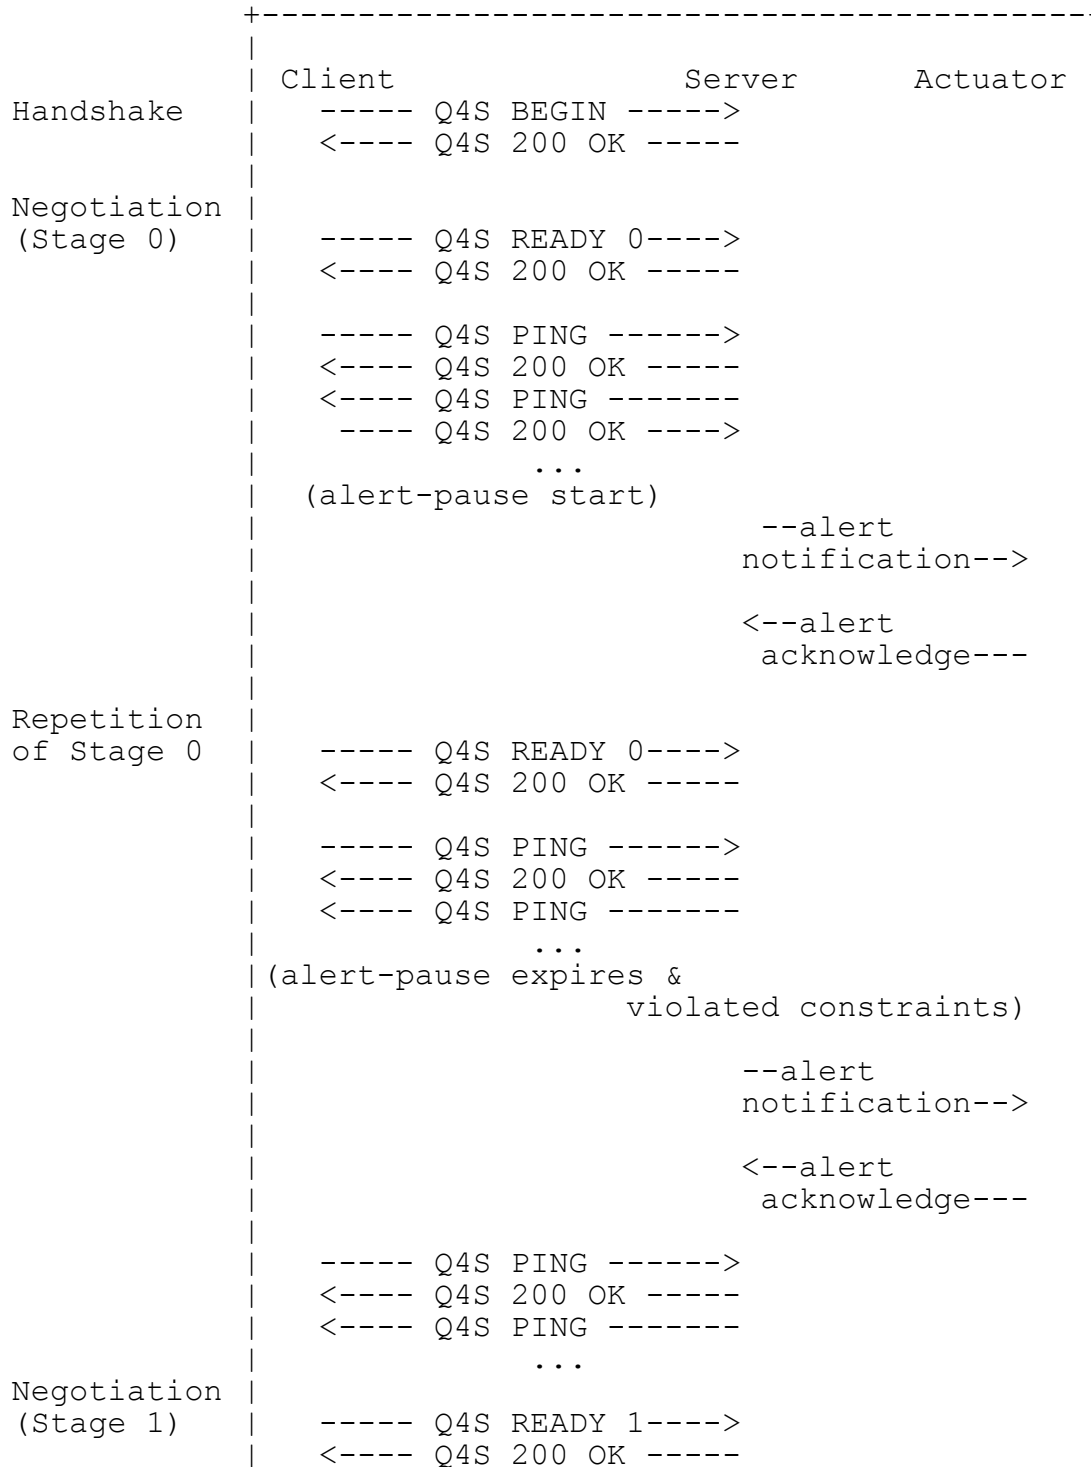 +-------------------------------------------
|
| Client Server Actuator
Handshake | ----- Q4S BEGIN ----->
| <---- Q4S 200 OK -----
|
Negotiation |
(Stage 0) | ----- Q4S READY 0---->
| <---- Q4S 200 OK -----
|
| ----- Q4S PING ------>
| <---- Q4S 200 OK -----
| <---- Q4S PING -------
| ---- Q4S 200 OK ---->
| ...
| (alert-pause start)
| --alert
| notification-->
|
| <--alert
| acknowledge---
|
Repetition |
of Stage 0 | ----- Q4S READY 0---->
| <---- Q4S 200 OK -----
|
| ----- Q4S PING ------>
| <---- Q4S 200 OK -----
| <---- Q4S PING -------
| ...
|(alert-pause expires &
| violated constraints)
|
| --alert
| notification-->
|
| <--alert
| acknowledge---
|
| ----- Q4S PING ------>
| <---- Q4S 200 OK -----
| <---- Q4S PING -------
| ...
Negotiation |
(Stage 1) | ----- Q4S READY 1---->
| <---- Q4S 200 OK -----